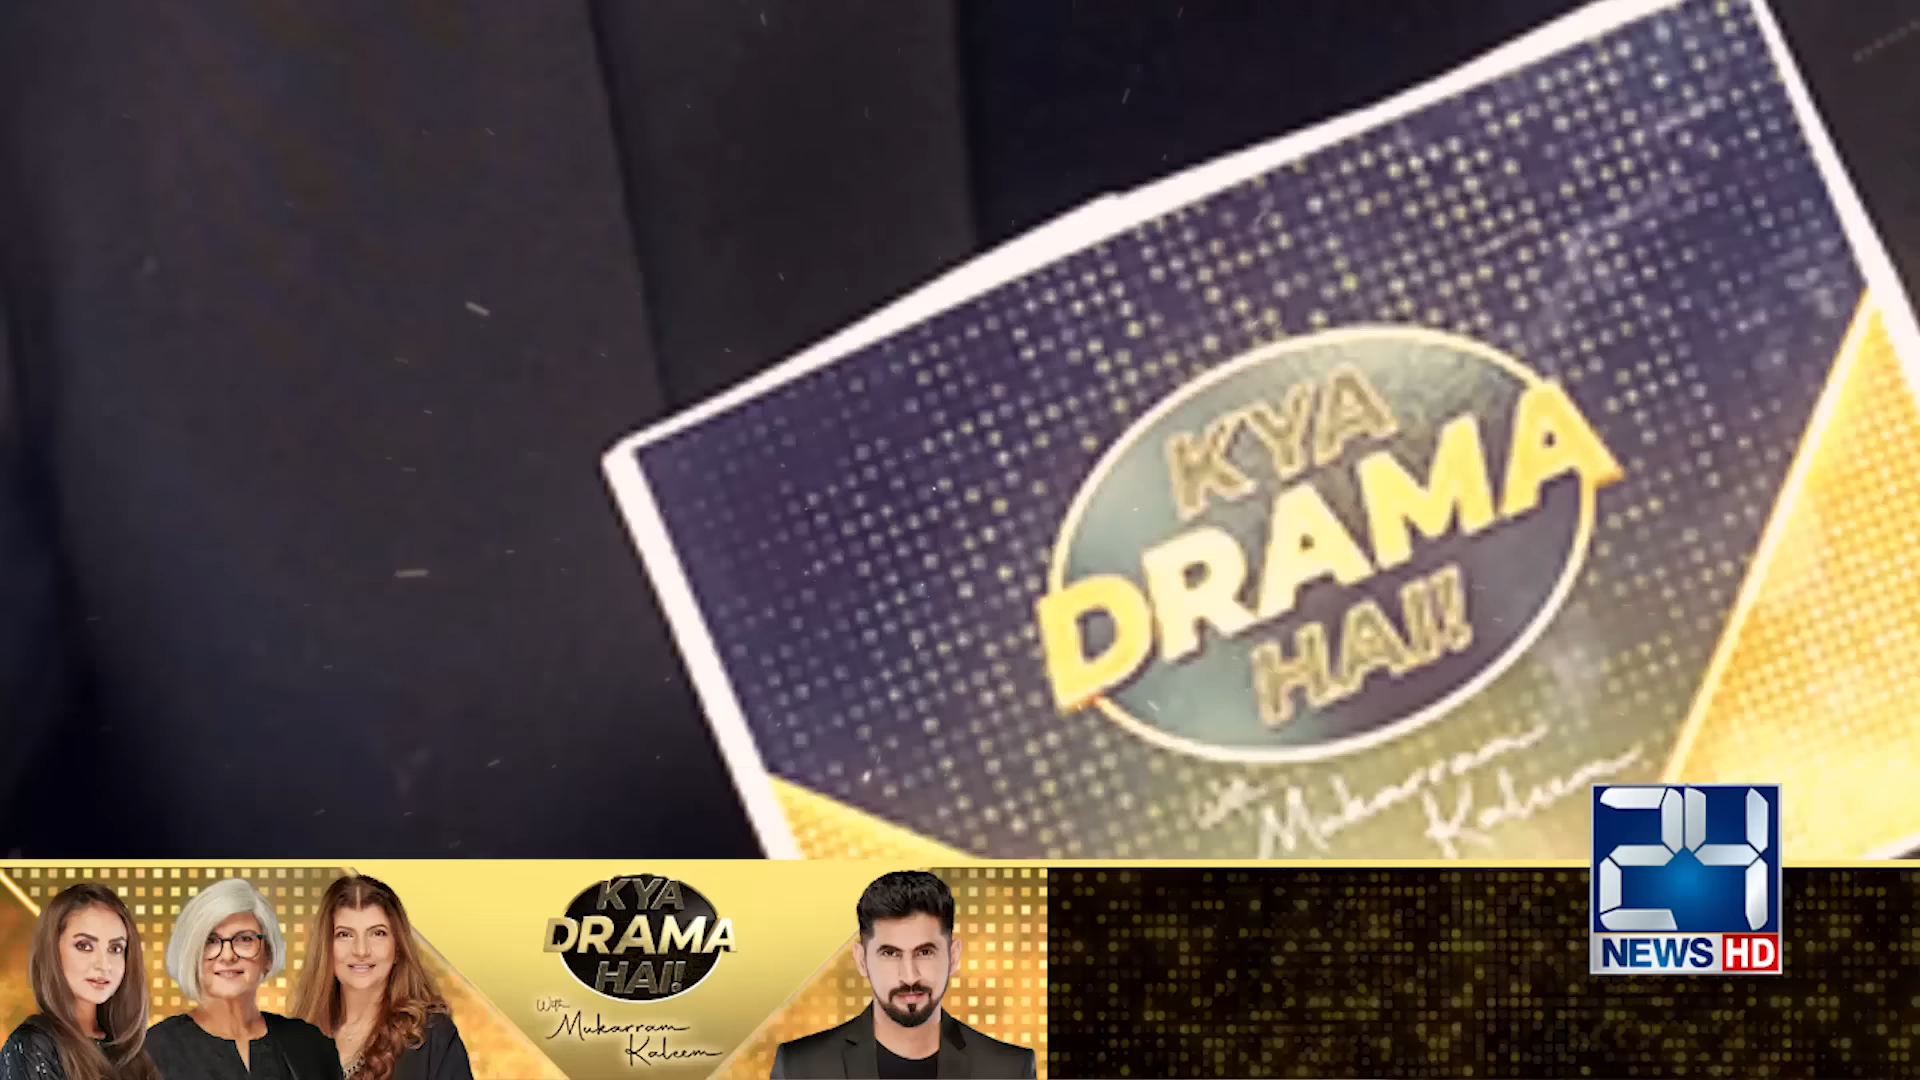 KYA
DRAMA
HAI!!
With
Mukarram
Kaleem
24
NEWS HD
KYA
DRAMA
HAI!
With
Mukarram
Kaleem